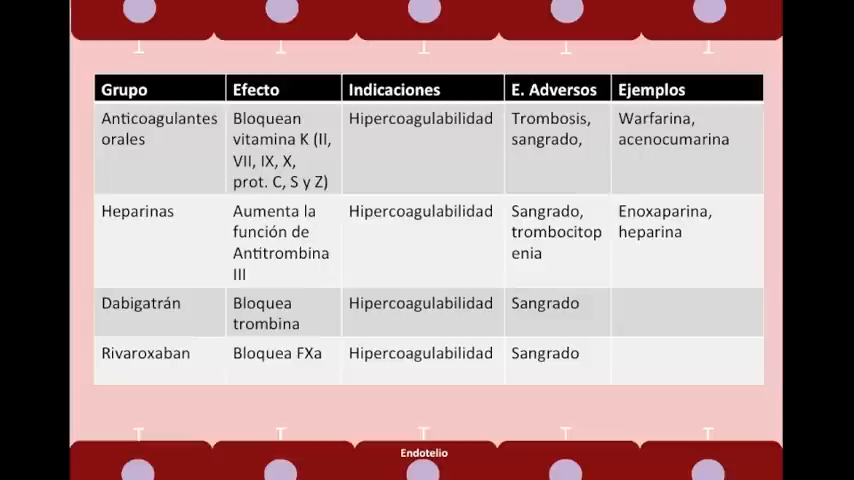 Grupo Efecto Indicaciones E. Adversos Ejemplos
Anticoagulantes Bloquean Hipercoagulabilidad Trombosis, Warfarina,
orales vitamina K (II, sangrado, acenocumarina
VII, IX, X,
prot. C, S y Z)
Heparinas Aumenta la Hipercoagulabilidad Sangrado, Enoxaparina,
función de trombocitop heparina
Antitrombina enia
III
Dabigatrán Bloquea Hipercoagulabilidad Sangrado
trombina
Rivaroxaban Bloquea FXa Hipercoagulabilidad Sangrado
Endotelio